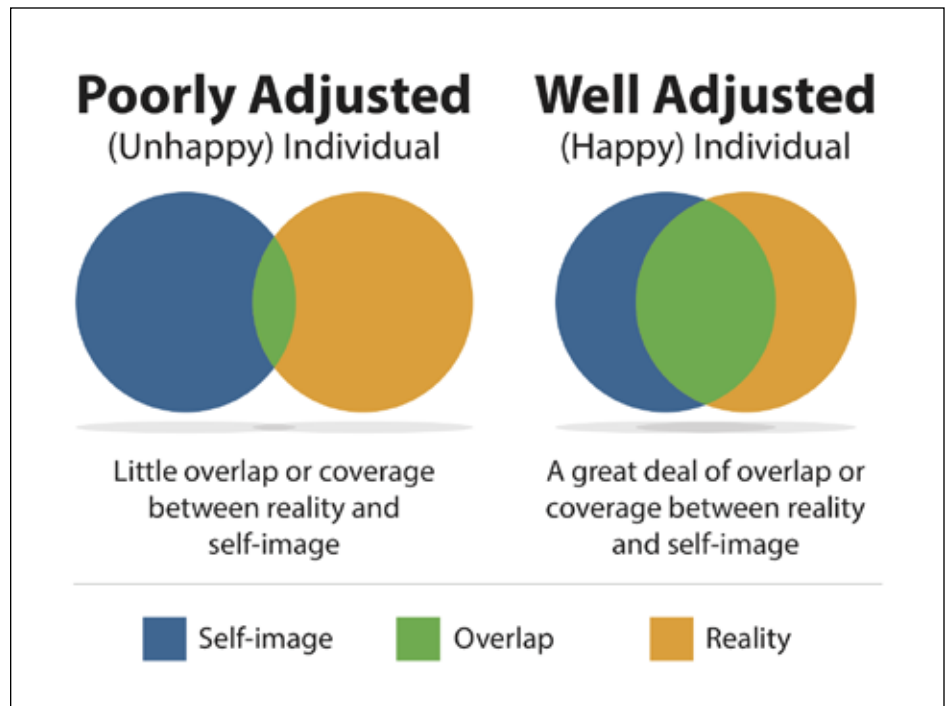 Poorly Adjusted
(Unhappy) Individual
Little overlap or coverage
between reality and
self-image
Well Adjusted
(Happy) Individual
A great deal of overlap or
coverage between reality
and self-image
Self-image
Overlap
Reality